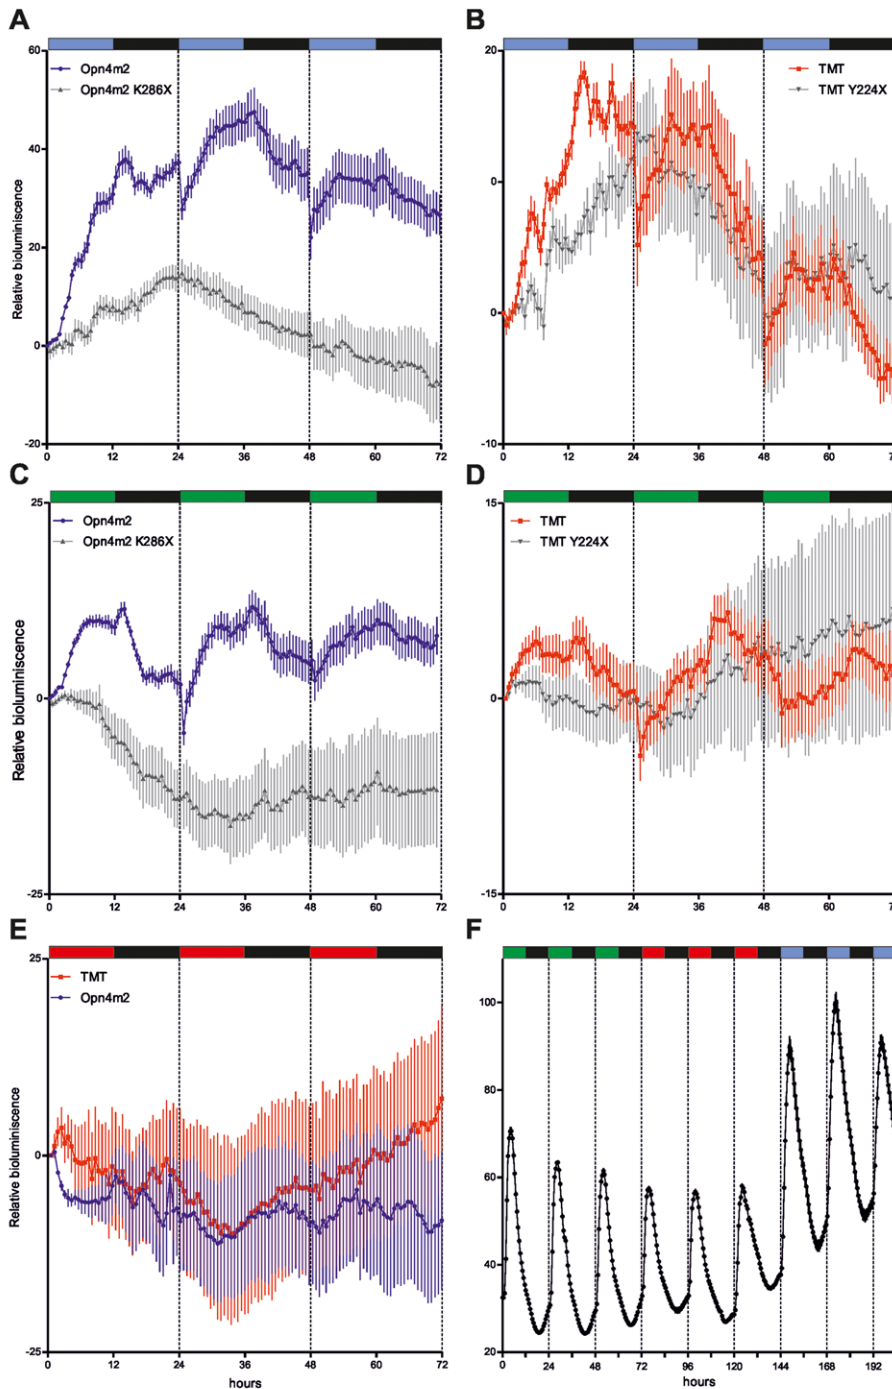 A
60
40
20
0
-20
Relative bioluminiscence
Opn4m2
Opn4m2 K286X
0 12 24 36 48 60 72
B
20
0
0
-10
TMT
TMT Y224X
0 12 24 36 48 60 7
C
25
0
-25
Relative bioluminiscence
Opn4m2
Opn4m2 K286X
0 12 24 36 48 60 72
D
15
0
-15
TMT
TMT Y224X
0 12 24 36 48 60 7
E
25
0
-25
Relative bioluminiscence
TMT
Opn4m2
0 12 24 36 48 60 72
hours
F
100
80
60
40
20
0 24 48 72 96 120 144 168 192
hours